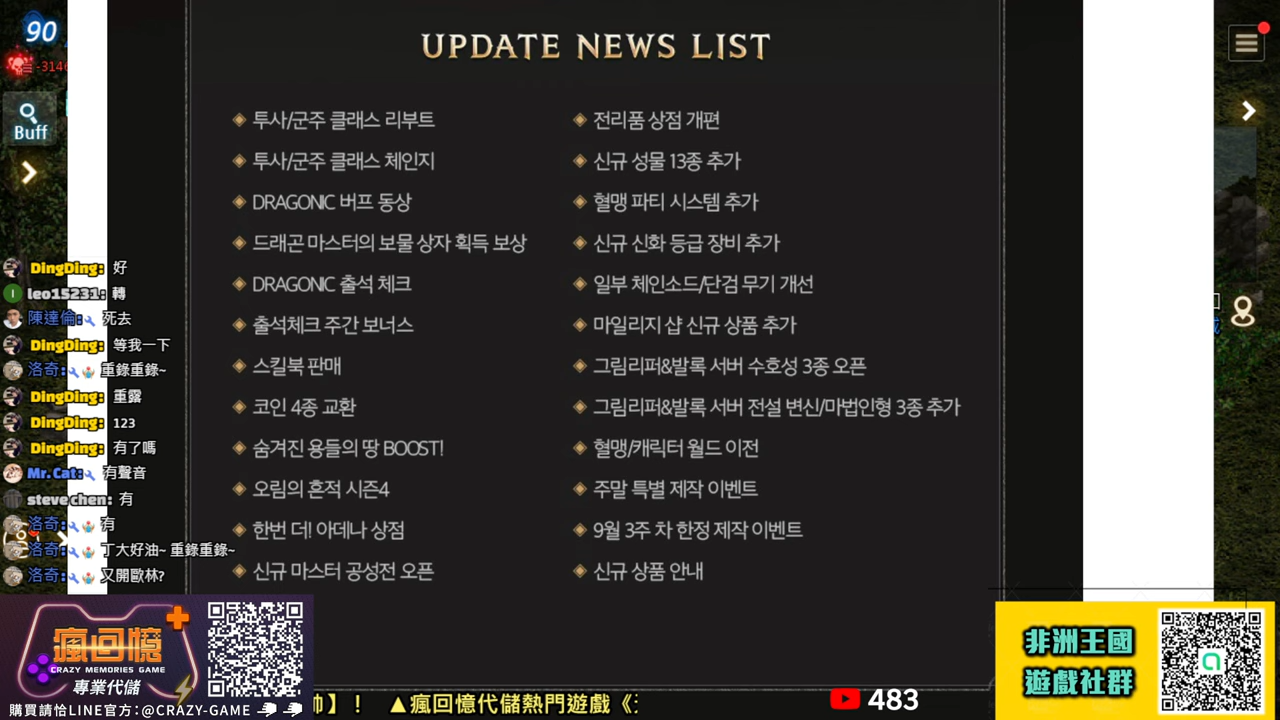 UPDATE NEWS LIST
투사/군주 클래스 리부트
투사/군주 클래스 체인지
DRAGONIC 버프 동상
드래곤 마스터의 보물 상자 획득 보상
DRAGONIC 출석 체크
출석체크 주간 보너스
스킬북 판매
코인 4종 교환
숨겨진 용들의 땅 BOOST!
오림의 흔적 시즌4
한번 더! 아데나 상점
신규 마스터 공성전 오픈
전리품 상점 개편
신규 성물 13종 추가
혈맹 파티 시스템 추가
신규 신화 등급 장비 추가
일부 체인소드/단검 무기 개선
마일리지 샵 신규 상품 추가
그림리퍼&발록 서버 수호성 3종 오픈
그림리퍼&발록 서버 전설 변신/마법인형 3종 추가
혈맹/캐릭터 월드 이전
주말 특별 제작 이벤트
9월 3주 차 한정 제작 이벤트
신규 상품 안내
90
-3146
Buff
DingDing: 好
leo15231: 轉
陳達倫: 死去
DingDing: 等我一下
洛奇: 重錄重錄~
DingDing: 重露
DingDing: 123
DingDing: 有了嗎
Mr. Cat: 有聲音
steve chen: 有
洛奇: 有
洛奇: 丁大好油~ 重錄重錄~
洛奇: 又開歐林?
瘋回憶
CRAZY MEMORIES GAME
專業代儲
購買請恰LINE官方:@CRAZY-GAME
】! ▲瘋回憶代儲熱門遊戲《
483
非洲王國
遊戲社群